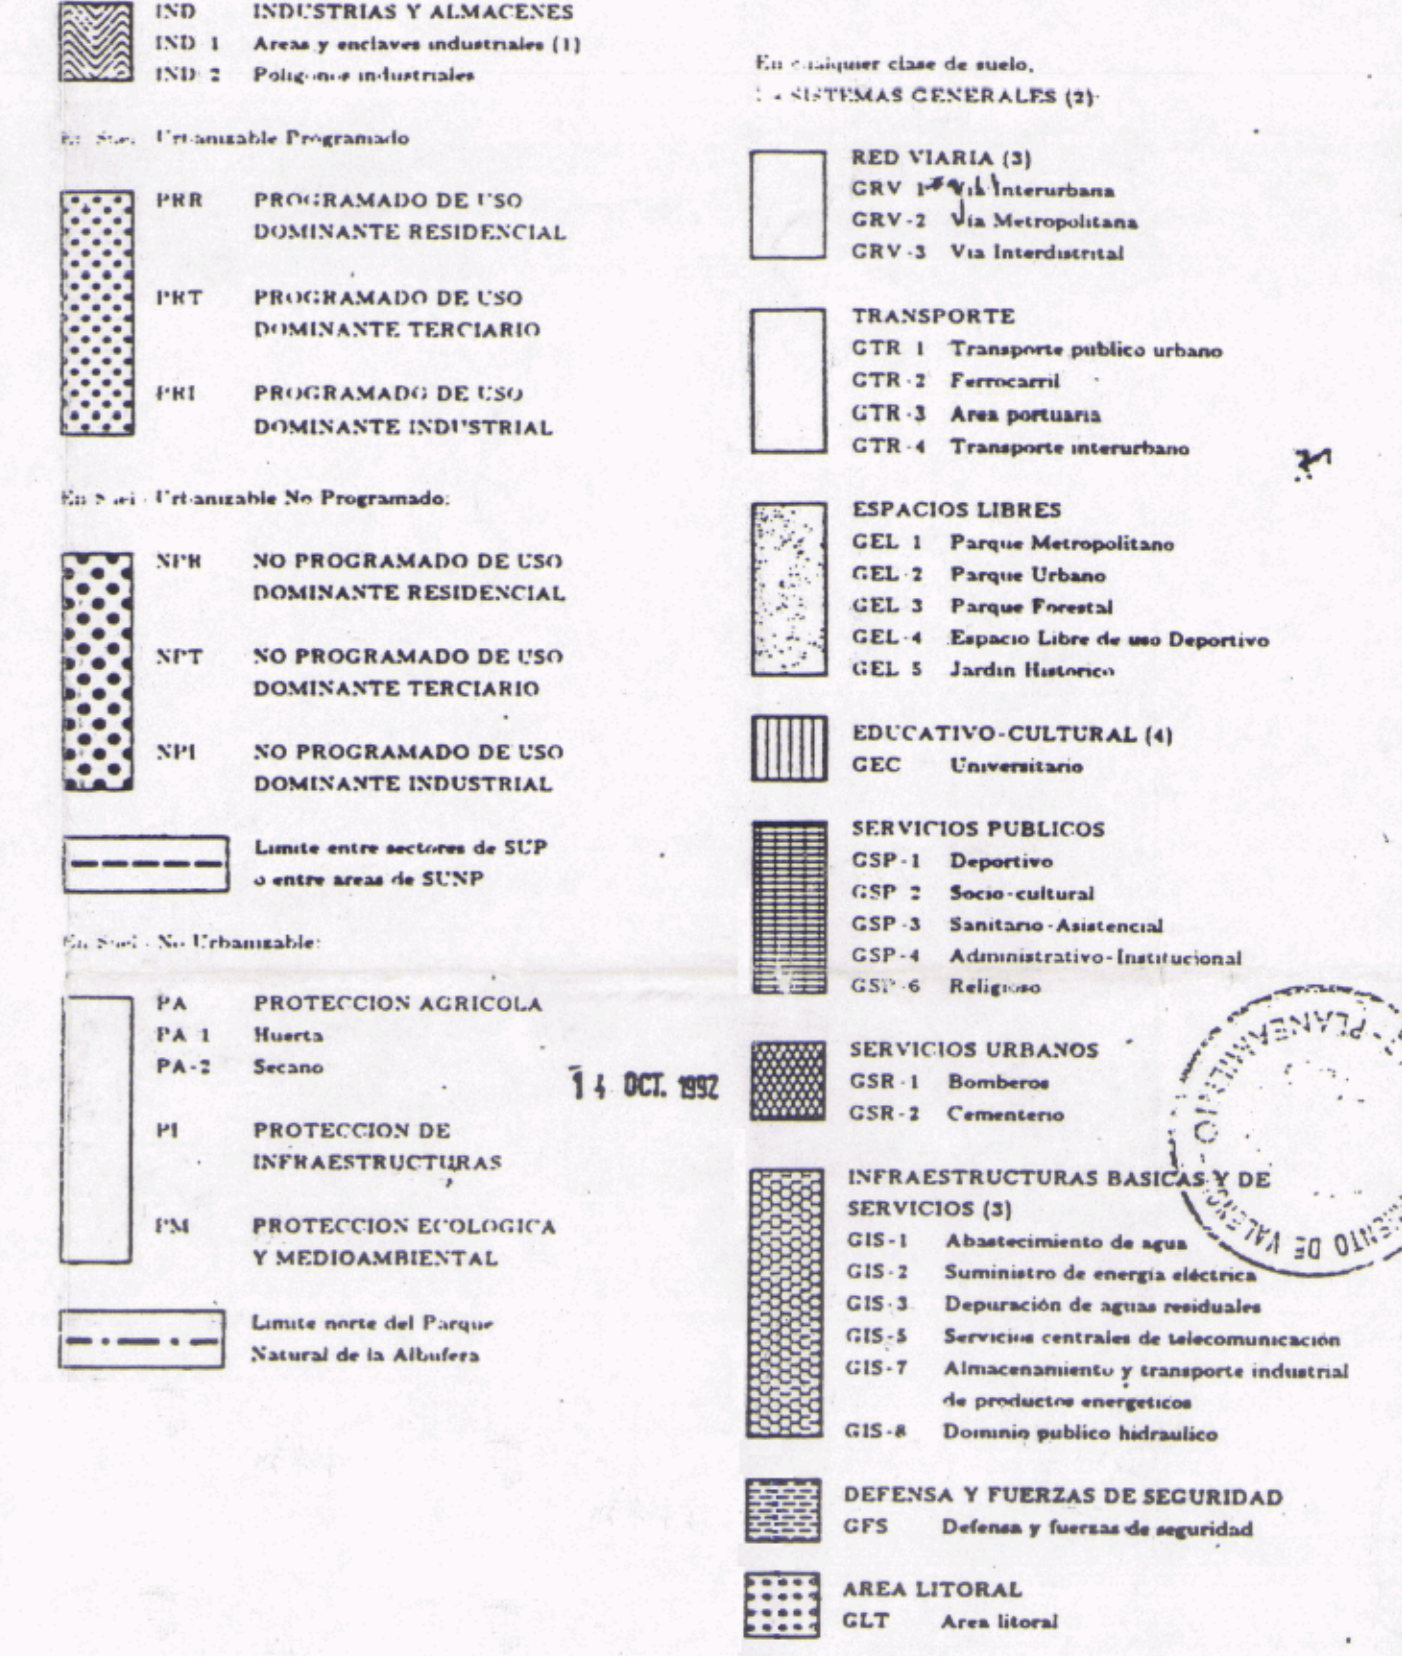 IND INDUSTRIAS Y ALMACENES
IND 1 Areas y enclaves industriales (1)
IND 2 Poligonos industriales
Urbanizable Programado
PRR PROGRAMADO DE USO
DOMINANTE RESIDENCIAL
PRT PROGRAMADO DE USO
DOMINANTE TERCIARIO
PRI PROGRAMADO DE USO
DOMINANTE INDUSTRIAL
En Urbanizable No Programado:
NPR NO PROGRAMADO DE USO
DOMINANTE RESIDENCIAL
NPT NO PROGRAMADO DE USO
DOMINANTE TERCIARIO
NPI NO PROGRAMADO DE USO
DOMINANTE INDUSTRIAL
Limite entre sectores de SUP
o entre areas de SUNP
En No Urbanizable:
PA PROTECCION AGRICOLA
PA 1 Huerta
PA-2 Secano
14 OCT. 1992
PI PROTECCION DE
INFRAESTRUCTURAS
PM PROTECCION ECOLOGICA
Y MEDIOAMBIENTAL
Limite norte del Parque
Natural de la Albufera
En cualquier clase de suelo,
SISTEMAS GENERALES (2)
RED VIARIA (3)
GRV 1 Via Interurbana
GRV-2 Via Metropolitana
GRV-3 Via Interdistrital
TRANSPORTE
GTR 1 Transporte publico urbano
GTR-2 Ferrocarril
GTR-3 Area portuaria
GTR-4 Transporte interurbano
ESPACIOS LIBRES
GEL 1 Parque Metropolitano
GEL-2 Parque Urbano
GEL 3 Parque Forestal
GEL-4 Espacio Libre de uso Deportivo
GEL 5 Jardin Historico
EDUCATIVO-CULTURAL (4)
GEC Universitario
SERVICIOS PUBLICOS
GSP-1 Deportivo
GSP 2 Socio-cultural
GSP-3 Sanitario-Asistencial
GSP-4 Administrativo-Institucional
GSP-6 Religioso
SERVICIOS URBANOS
GSR-1 Bomberos
GSR-2 Cementerio
INFRAESTRUCTURAS BASICAS Y DE
SERVICIOS (3)
GIS-1 Abastecimiento de agua
GIS-2 Suministro de energía eléctrica
GIS-3 Depuración de aguas residuales
GIS-5 Servicios centrales de telecomunicación
GIS-7 Almacenamiento y transporte industrial
de productos energeticos
GIS-8 Dominio publico hidraulico
DEFENSA Y FUERZAS DE SEGURIDAD
GFS Defensa y fuerzas de seguridad
AREA LITORAL
GLT Area litoral
PLANEAMIENTO
DE